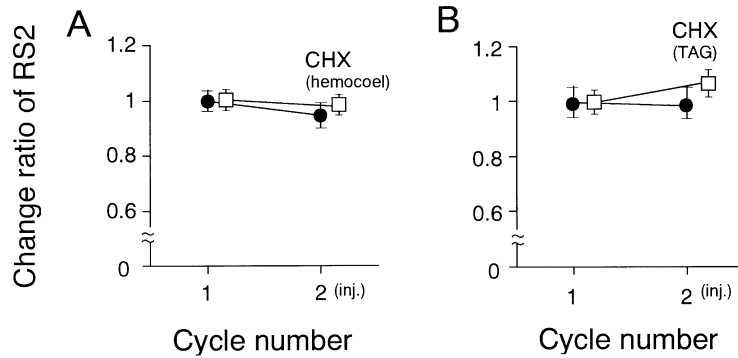 A
Change ratio of RS2
1.2
1
0.8
0.6
0
CHX
(hemocoel)
1
2 (inj.)
Cycle number
B
1.2
1
0.8
0.6
0
CHX
(TAG)
1
2 (inj.)
Cycle number